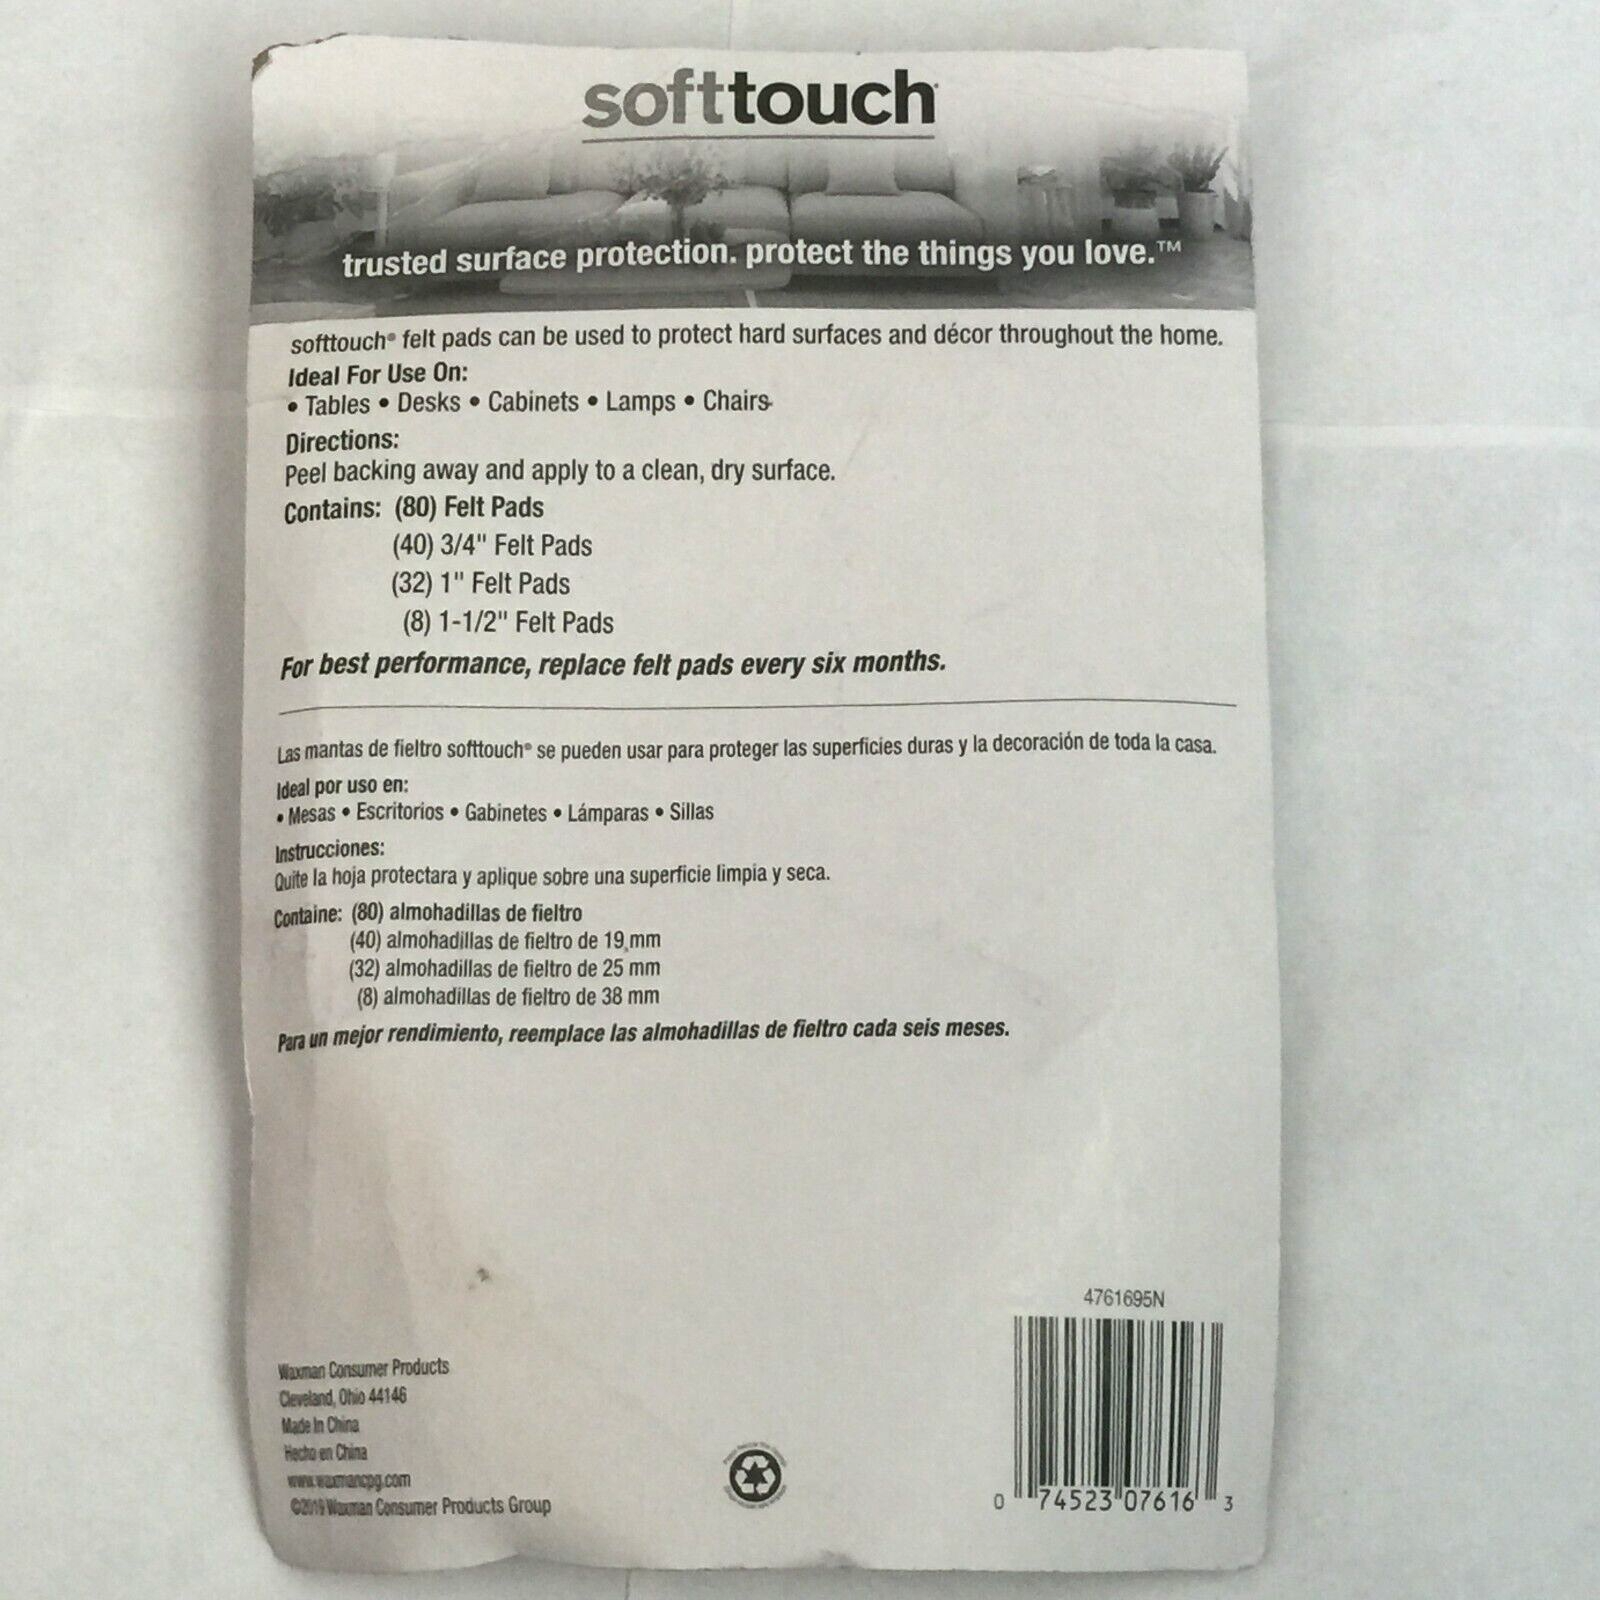 softtouch
trusted surface protection. protect the things you love.™
softtouch® felt pads can be used to protect hard surfaces and décor throughout the home.
Ideal For Use On:
• Tables • Desks • Cabinets • Lamps • Chairs
Directions:
Peel backing away and apply to a clean, dry surface.
Contains: (80) Felt Pads
(40) 3/4" Felt Pads
(32) 1" Felt Pads
(8) 1-1/2" Felt Pads
For best performance, replace felt pads every six months.
Las mantas de fieltro softtouch® se pueden usar para proteger las superficies duras y la decoración de toda la casa.
Ideal por uso en:
• Mesas • Escritorios • Gabinetes • Lámparas • Sillas
Instrucciones:
Quite la hoja protectara y aplique sobre una superficie limpia y seca.
Containe: (80) almohadillas de fieltro
(40) almohadillas de fieltro de 19 mm
(32) almohadillas de fieltro de 25 mm
(8) almohadillas de fieltro de 38 mm
Para un mejor rendimiento, reemplace las almohadillas de fieltro cada seis meses.
4761695N
0 74523 07616 3
Waxman Consumer Products
Cleveland, Ohio 44146
Made In China
Hecho en China
www.waxmancpg.com
©2019 Waxman Consumer Products Group